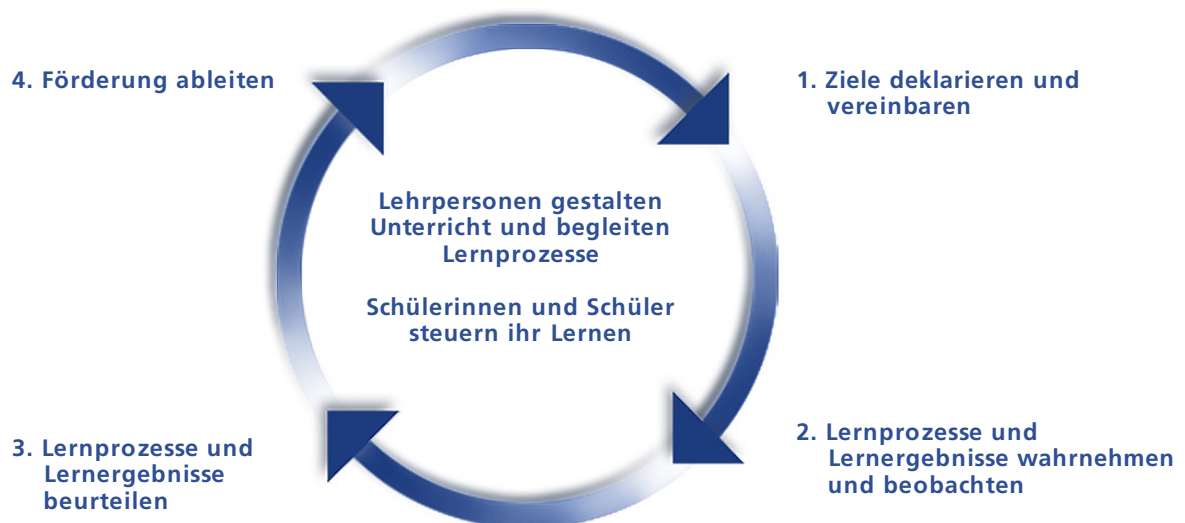 4. Förderung ableiten
1. Ziele deklarieren und
vereinbaren
Lehrpersonen gestalten
Unterricht und begleiten
Lernprozesse
Schülerinnen und Schüler
steuern ihr Lernen
3. Lernprozesse und
Lernergebnisse
beurteilen
2. Lernprozesse und
Lernergebnisse wahrnehmen
und beobachten